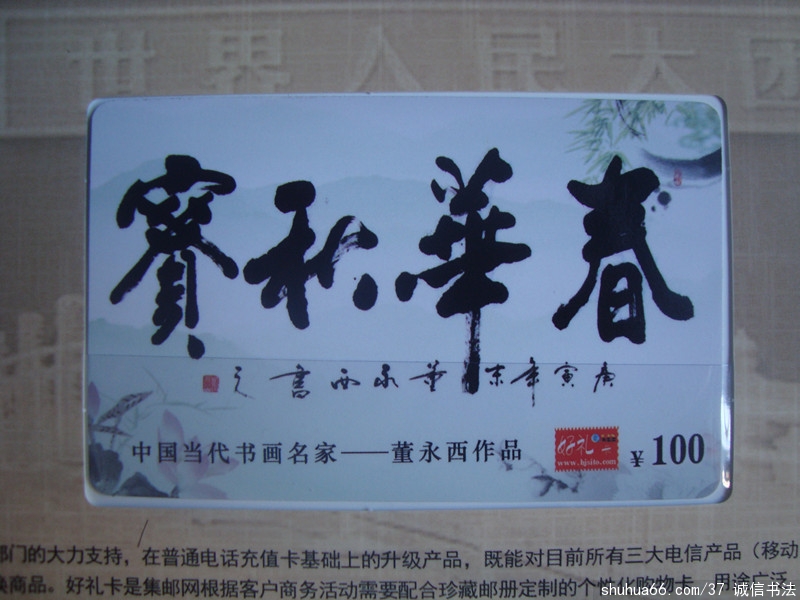 世界人民大团
春華秋實
庚寅年末董永西書之
中国当代书画名家——董永西作品
好礼
¥100
部门的大力支持，在普通电话充值卡基础上的升级产品，既能对目前所有三大电信产品（移动
换商品。好礼卡是集邮网根据客户商务活动需要配合珍藏邮册定制的个性化购物卡，用途广泛，
shuhua66.com/37 诚信书法